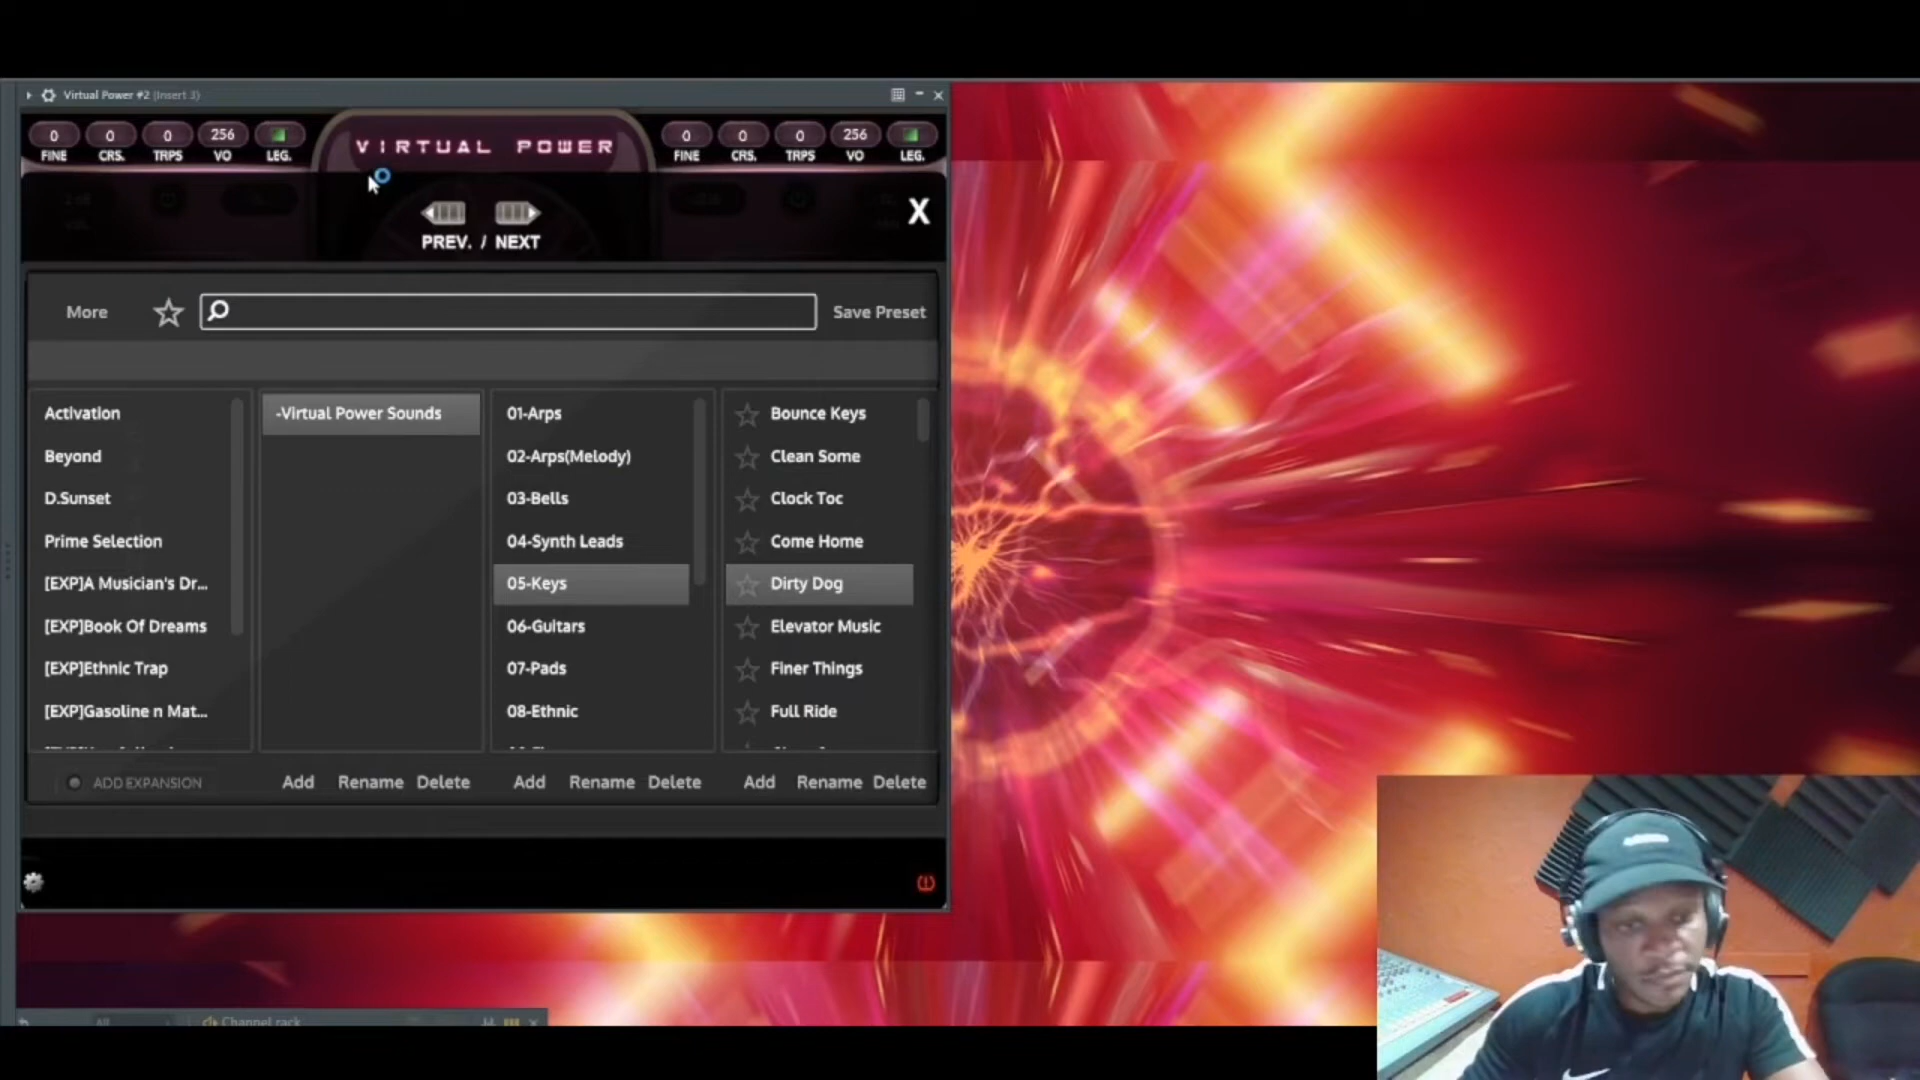 Virtual Power #2 (Insert 3)
0 0 0 256
FINE CRS. TRPS VO LEG.
VIRTUAL POWER
0 0 0 256
FINE CRS. TRPS VO LEG.
PREV. / NEXT
X
More
Save Preset
Activation
Beyond
D.Sunset
Prime Selection
[EXP]A Musician's Dr...
[EXP]Book Of Dreams
[EXP]Ethnic Trap
[EXP]Gasoline n Mat...
-Virtual Power Sounds
01-Arps
02-Arps(Melody)
03-Bells
04-Synth Leads
05-Keys
06-Guitars
07-Pads
08-Ethnic
Bounce Keys
Clean Some
Clock Toc
Come Home
Dirty Dog
Elevator Music
Finer Things
Full Ride
ADD EXPANSION
Add Rename Delete
Add Rename Delete
Add Rename Delete
All
Channel rack